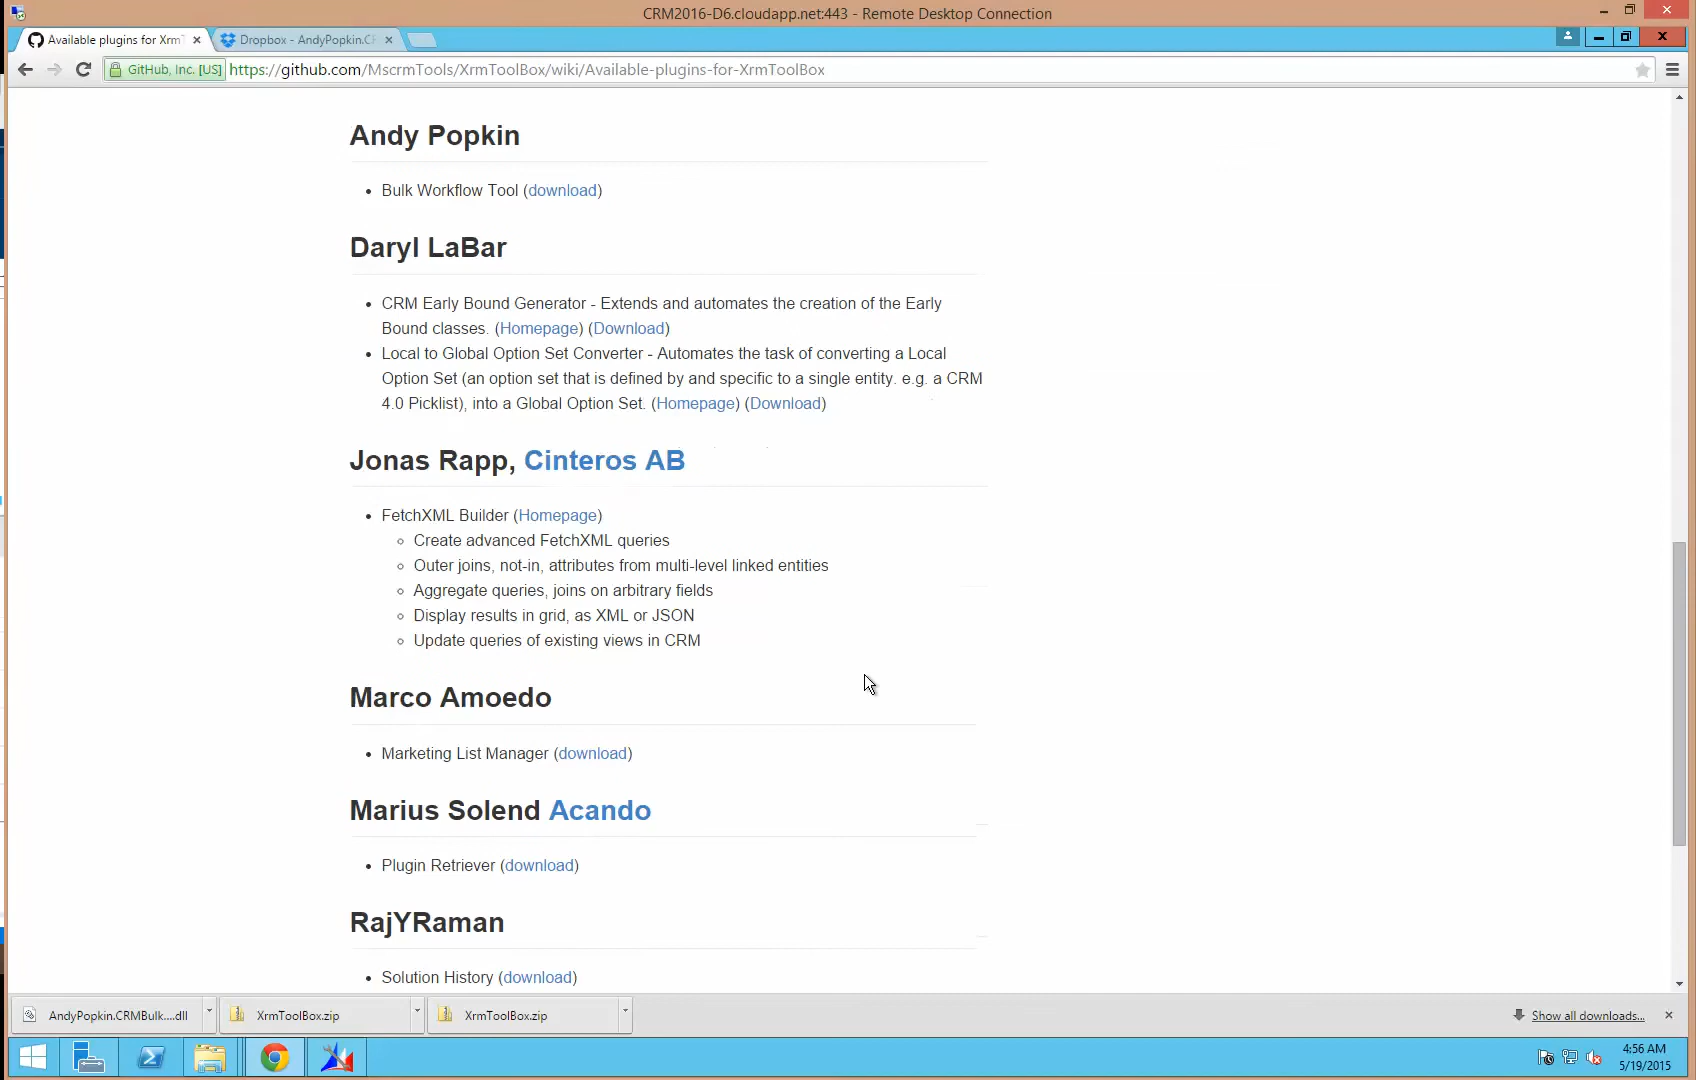 CRM2016-D6.cloudapp.net:443 - Remote Desktop Connection
Available plugins for Xrm
Dropbox - AndyPopkin.CR
GitHub, Inc. [US]
https://github.com/MscrmTools/XrmToolBox/wiki/Available-plugins-for-XrmToolBox
Andy Popkin
Bulk Workflow Tool (download)
Daryl LaBar
CRM Early Bound Generator - Extends and automates the creation of the Early
Bound classes. (Homepage) (Download)
Local to Global Option Set Converter - Automates the task of converting a Local
Option Set (an option set that is defined by and specific to a single entity. e.g. a CRM
4.0 Picklist), into a Global Option Set. (Homepage) (Download)
Jonas Rapp, Cinteros AB
FetchXML Builder (Homepage)
Create advanced FetchXML queries
Outer joins, not-in, attributes from multi-level linked entities
Aggregate queries, joins on arbitrary fields
Display results in grid, as XML or JSON
Update queries of existing views in CRM
Marco Amoedo
Marketing List Manager (download)
Marius Solend Acando
Plugin Retriever (download)
RajYRaman
Solution History (download)
AndyPopkin.CRMBulk....dll
XrmToolBox.zip
XrmToolBox.zip
Show all downloads...
4:56 AM
5/19/2015